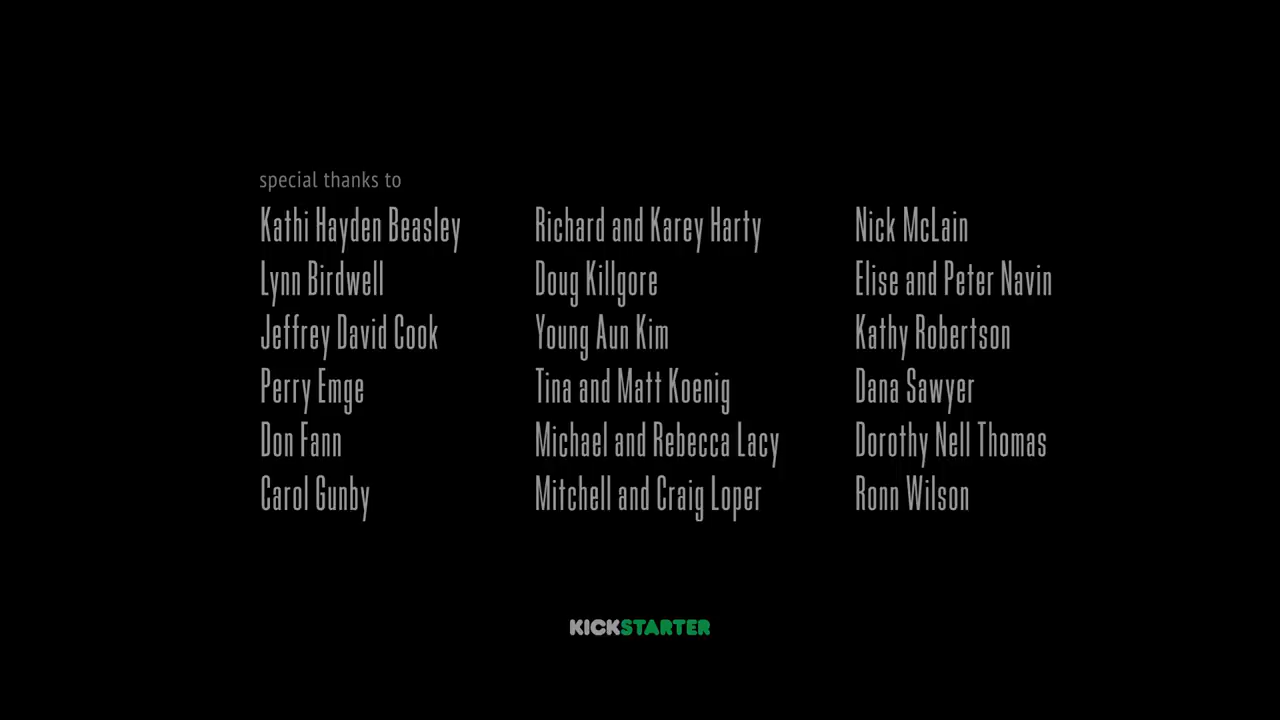 special thanks to
Kathi Hayden Beasley
Lynn Birdwell
Jeffrey David Cook
Perry Emge
Don Fann
Carol Gunby
Richard and Karey Harty
Doug Killgore
Young Aun Kim
Tina and Matt Koenig
Michael and Rebecca Lacy
Mitchell and Craig Loper
Nick McLain
Elise and Peter Navin
Kathy Robertson
Dana Sawyer
Dorothy Nell Thomas
Ronn Wilson
KICKSTARTER